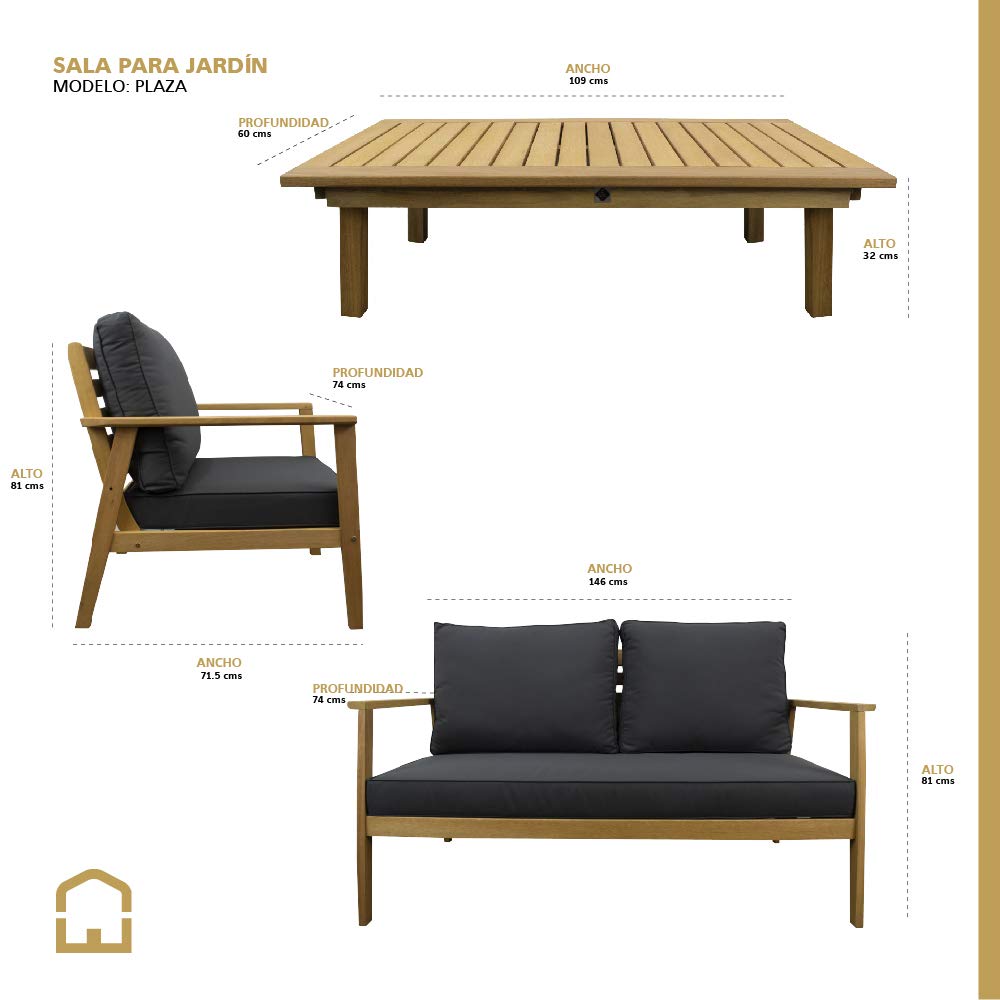 SALA PARA JARDÍN
MODELO: PLAZA
ANCHO
109 cms
PROFUNDIDAD
60 cms
ALTO
32 cms
PROFUNDIDAD
74 cms
ALTO
81 cms
ANCHO
71.5 cms
ANCHO
146 cms
PROFUNDIDAD
74 cms
ALTO
81 cms